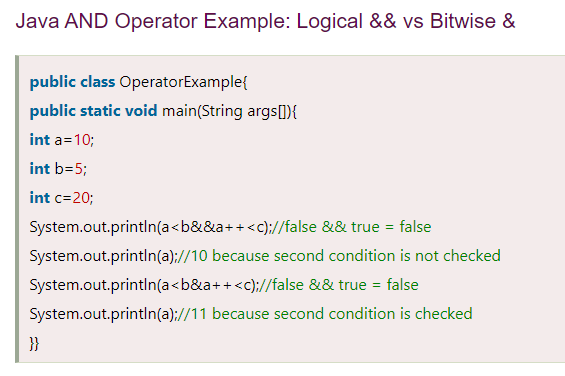 Java AND Operator Example: Logical && vs Bitwise &
public class OperatorExample{
public static void main(String args[]){
int a=10;
int b=5;
int c=20;
System.out.println(a<b&&a++<c);//false && true = false
System.out.println(a);//10 because second condition is not checked
System.out.println(a<b&a++<c);//false && true = false
System.out.println(a);//11 because second condition is checked
}}